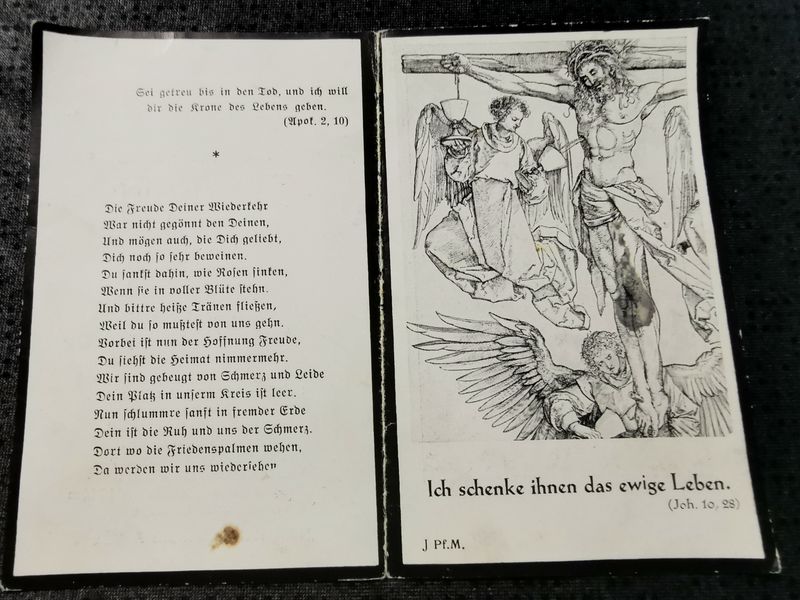 Sei getreu bis in den Tod, und ich will
dir die Krone des Lebens geben.
(Apok. 2, 10)
*
Die Freude Deiner Wiederkehr
War nicht gegönnt den Deinen,
Und mögen auch, die Dich geliebt,
Dich noch so sehr beweinen.
Du sankst dahin, wie Rosen sinken,
Wenn sie in voller Blüte stehn.
Und bittre heiße Tränen fließen,
Weil du so mußtest von uns gehn.
Vorbei ist nun der Hoffnung Freude,
Du siehst die Heimat nimmermehr.
Wir sind gebeugt von Schmerz und Leide
Dein Platz in unserm Kreis ist leer.
Nun schlummre sanft in fremder Erde
Dein ist die Ruh und uns der Schmerz.
Dort wo die Friedenspalmen wehen,
Da werden wir uns wiedersehen
Ich schenke ihnen das ewige Leben.
(Joh. 10, 28)
J Pf.M.